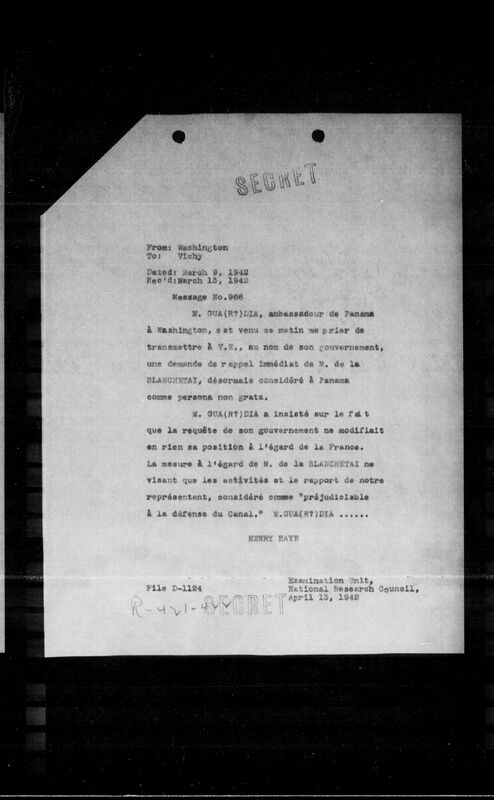 SECRET
From: Washington
To: Vichy
Dated: March 9, 1942
Rec'd:March 13, 1942
Message No.966
M. GUA(R?)DIA, ambassadeur de Panama
à Washington, est venu ce matin me prier de
transmettre à V.E., au nom de son gouvernement,
une demande de rappel immédiat de M. de la
BLANCHETAI, désormais considéré à Panama
comme persona non grata.
M. GUA(R?)DIA a insisté sur le fait
que la requête de son gouvernement ne modifiait
en rien sa position à l'égard de la France.
La mesure à l'égard de M. de la BLANCHETAI ne
visant que les activités et le rapport de notre
représentant, considéré comme "préjudiciable
à la défense du Canal." M.GUA(R?)DIA ......
HENRY HAYE
Examination Unit,
File D-1124 National Research Council,
April 13, 1942
R-421-422 SECRET